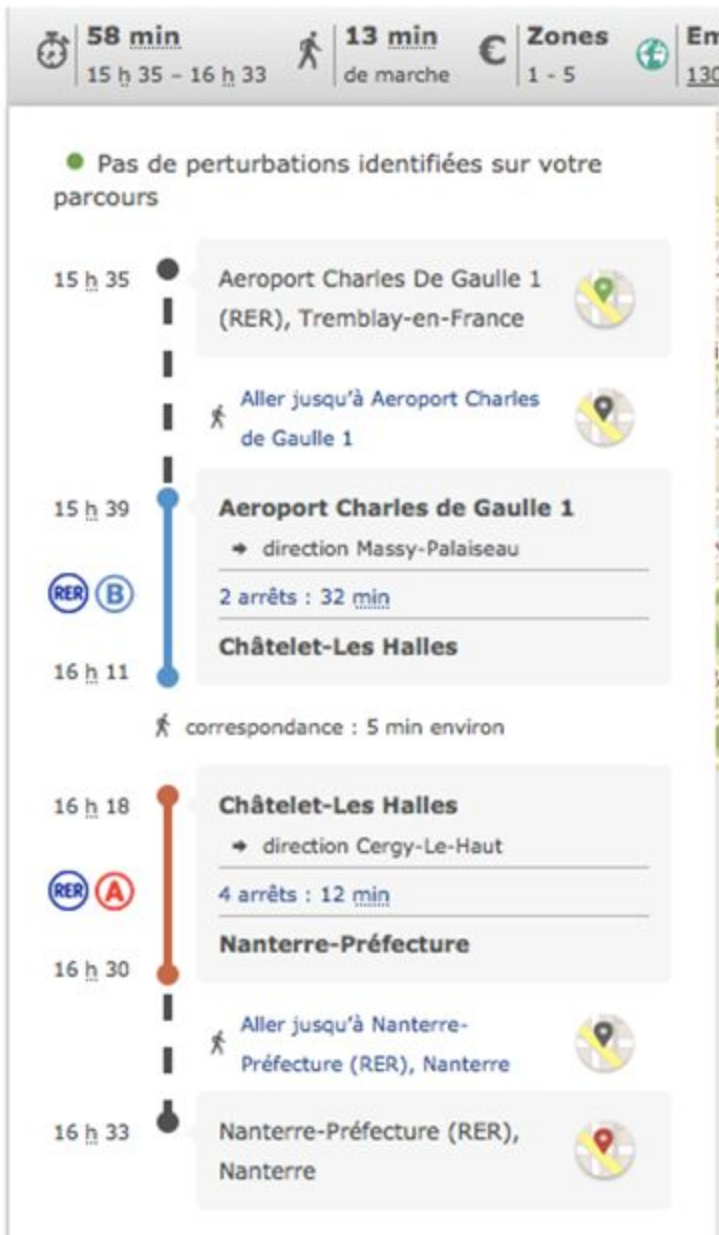 58 min
15 h 35 – 16 h 33
13 min
de marche
€
Zones
1 - 5
Em
130
Pas de perturbations identifiées sur votre
parcours
15 h 35
Aeroport Charles De Gaulle 1
(RER), Tremblay-en-France
Aller jusqu'à Aeroport Charles
de Gaulle 1
15 h 39
Aeroport Charles de Gaulle 1
→ direction Massy-Palaiseau
RER B
2 arrêts : 32 min
Châtelet-Les Halles
16 h 11
correspondance : 5 min environ
16 h 18
Châtelet-Les Halles
→ direction Cergy-Le-Haut
RER A
4 arrêts : 12 min
Nanterre-Préfecture
16 h 30
Aller jusqu'à Nanterre-
Préfecture (RER), Nanterre
16 h 33
Nanterre-Préfecture (RER),
Nanterre